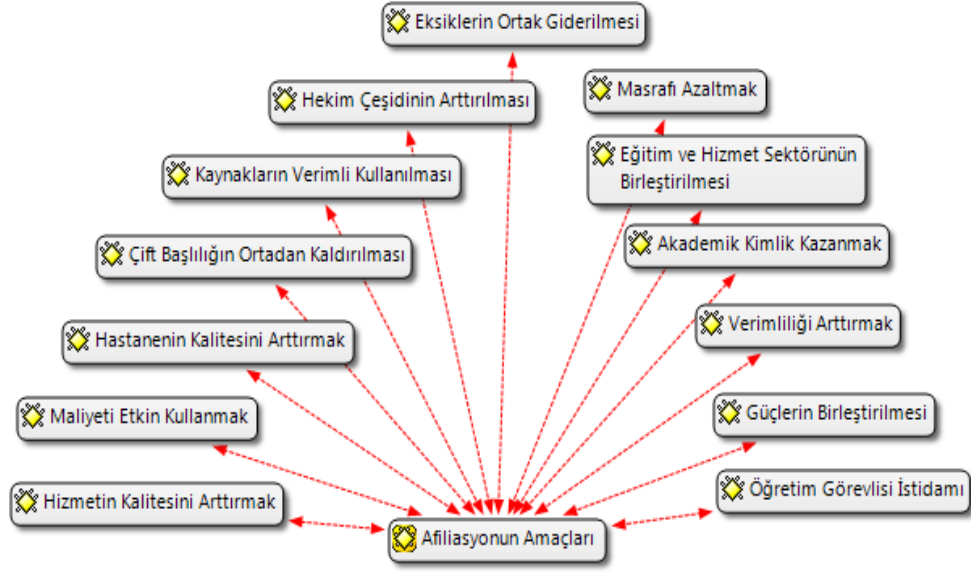 Eksiklerin Ortak Giderilmesi
Masrafı Azaltmak
Hekim Çeşidinin Arttırılması
Eğitim ve Hizmet Sektörünün
Birleştirilmesi
Kaynakların Verimli Kullanılması
Akademik Kimlik Kazanmak
Çift Başlılığın Ortadan Kaldırılması
Verimliliği Arttırmak
Hastanenin Kalitesini Arttırmak
Maliyeti Etkin Kullanmak
Güçlerin Birleştirilmesi
Hizmetin Kalitesini Arttırmak
Öğretim Görevlisi İstidamı
Afiliasyonun Amaçları